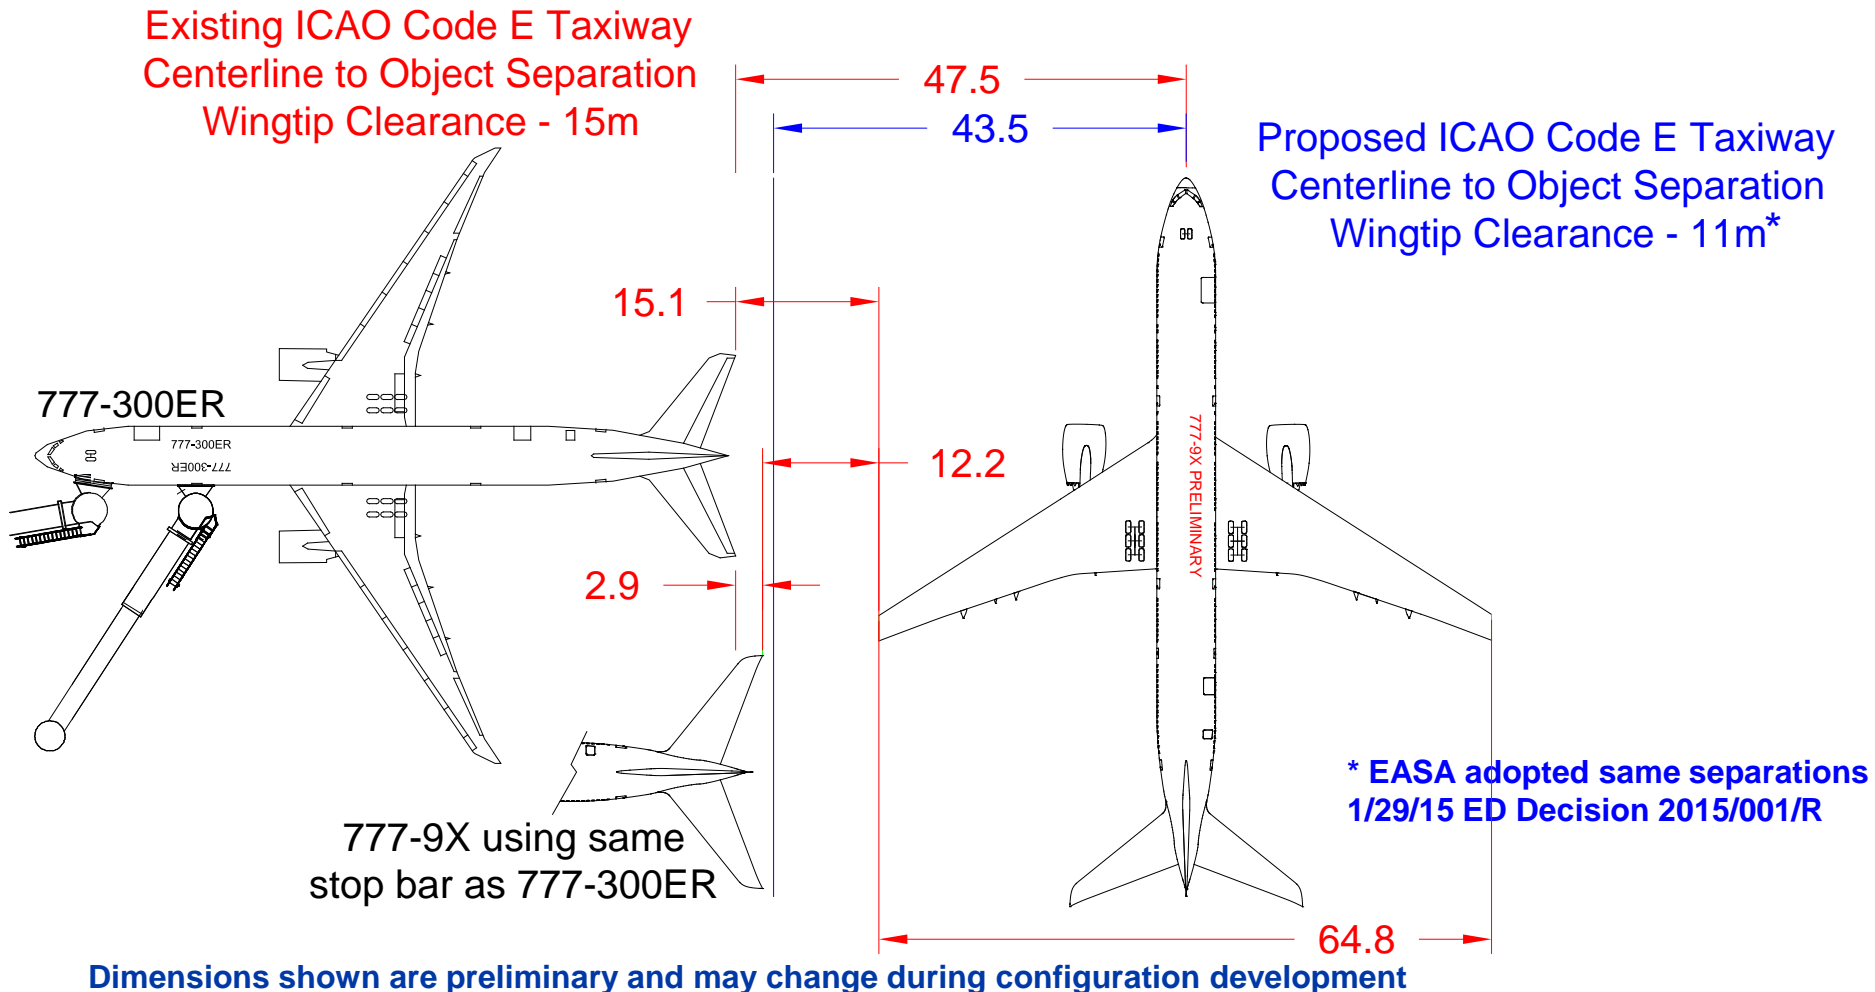 Existing ICAO Code E Taxiway
Centerline to Object Separation
Wingtip Clearance - 15m
47.5
43.5
Proposed ICAO Code E Taxiway
Centerline to Object Separation
Wingtip Clearance - 11m*
15.1
777-300ER
777-300ER
777-300ER
12.2
777-9X PRELIMINARY
2.9
* EASA adopted same separations
1/29/15 ED Decision 2015/001/R
777-9X using same
stop bar as 777-300ER
64.8
Dimensions shown are preliminary and may change during configuration development